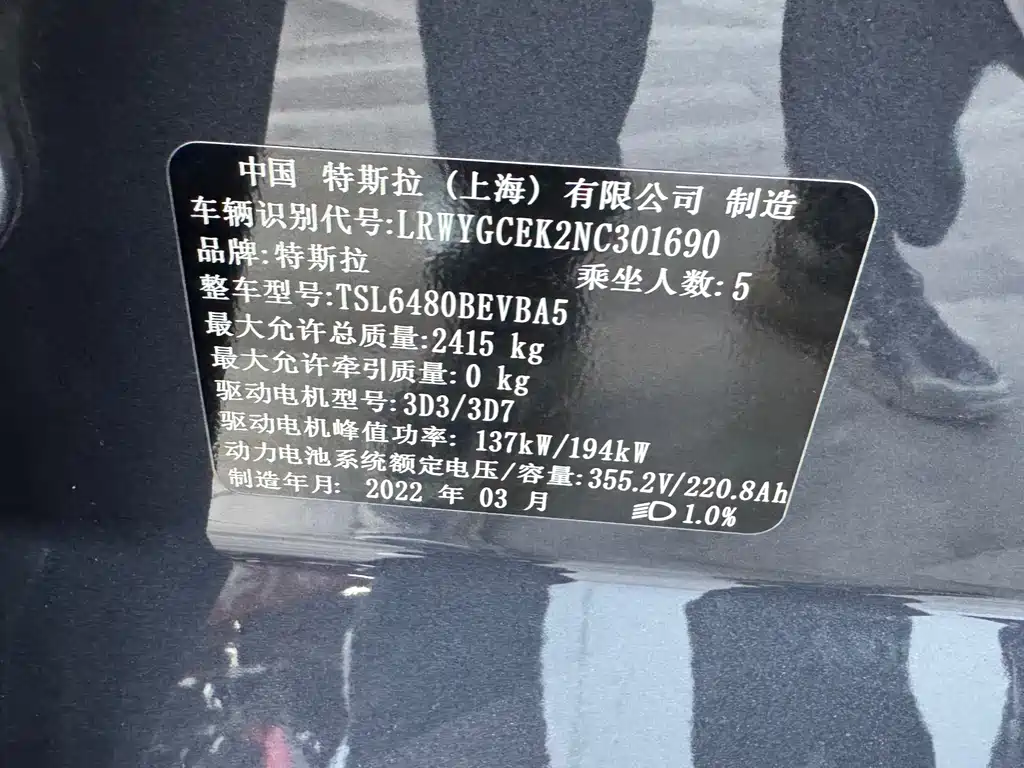 中国 特斯拉 (上海) 有限公司 制造
车辆识别代号:LRWYGCEK2NC301690
品牌:特斯拉 乘坐人数:5
整车型号:TSL6480BEVBA5
最大允许总质量:2415 kg
最大允许牵引质量:0 kg
驱动电机型号:3D3/3D7
驱动电机峰值功率: 137kW/194kW
动力电池系统额定电压/容量:355.2V/220.8Ah
制造年月: 2022 年 03 月 1.0%